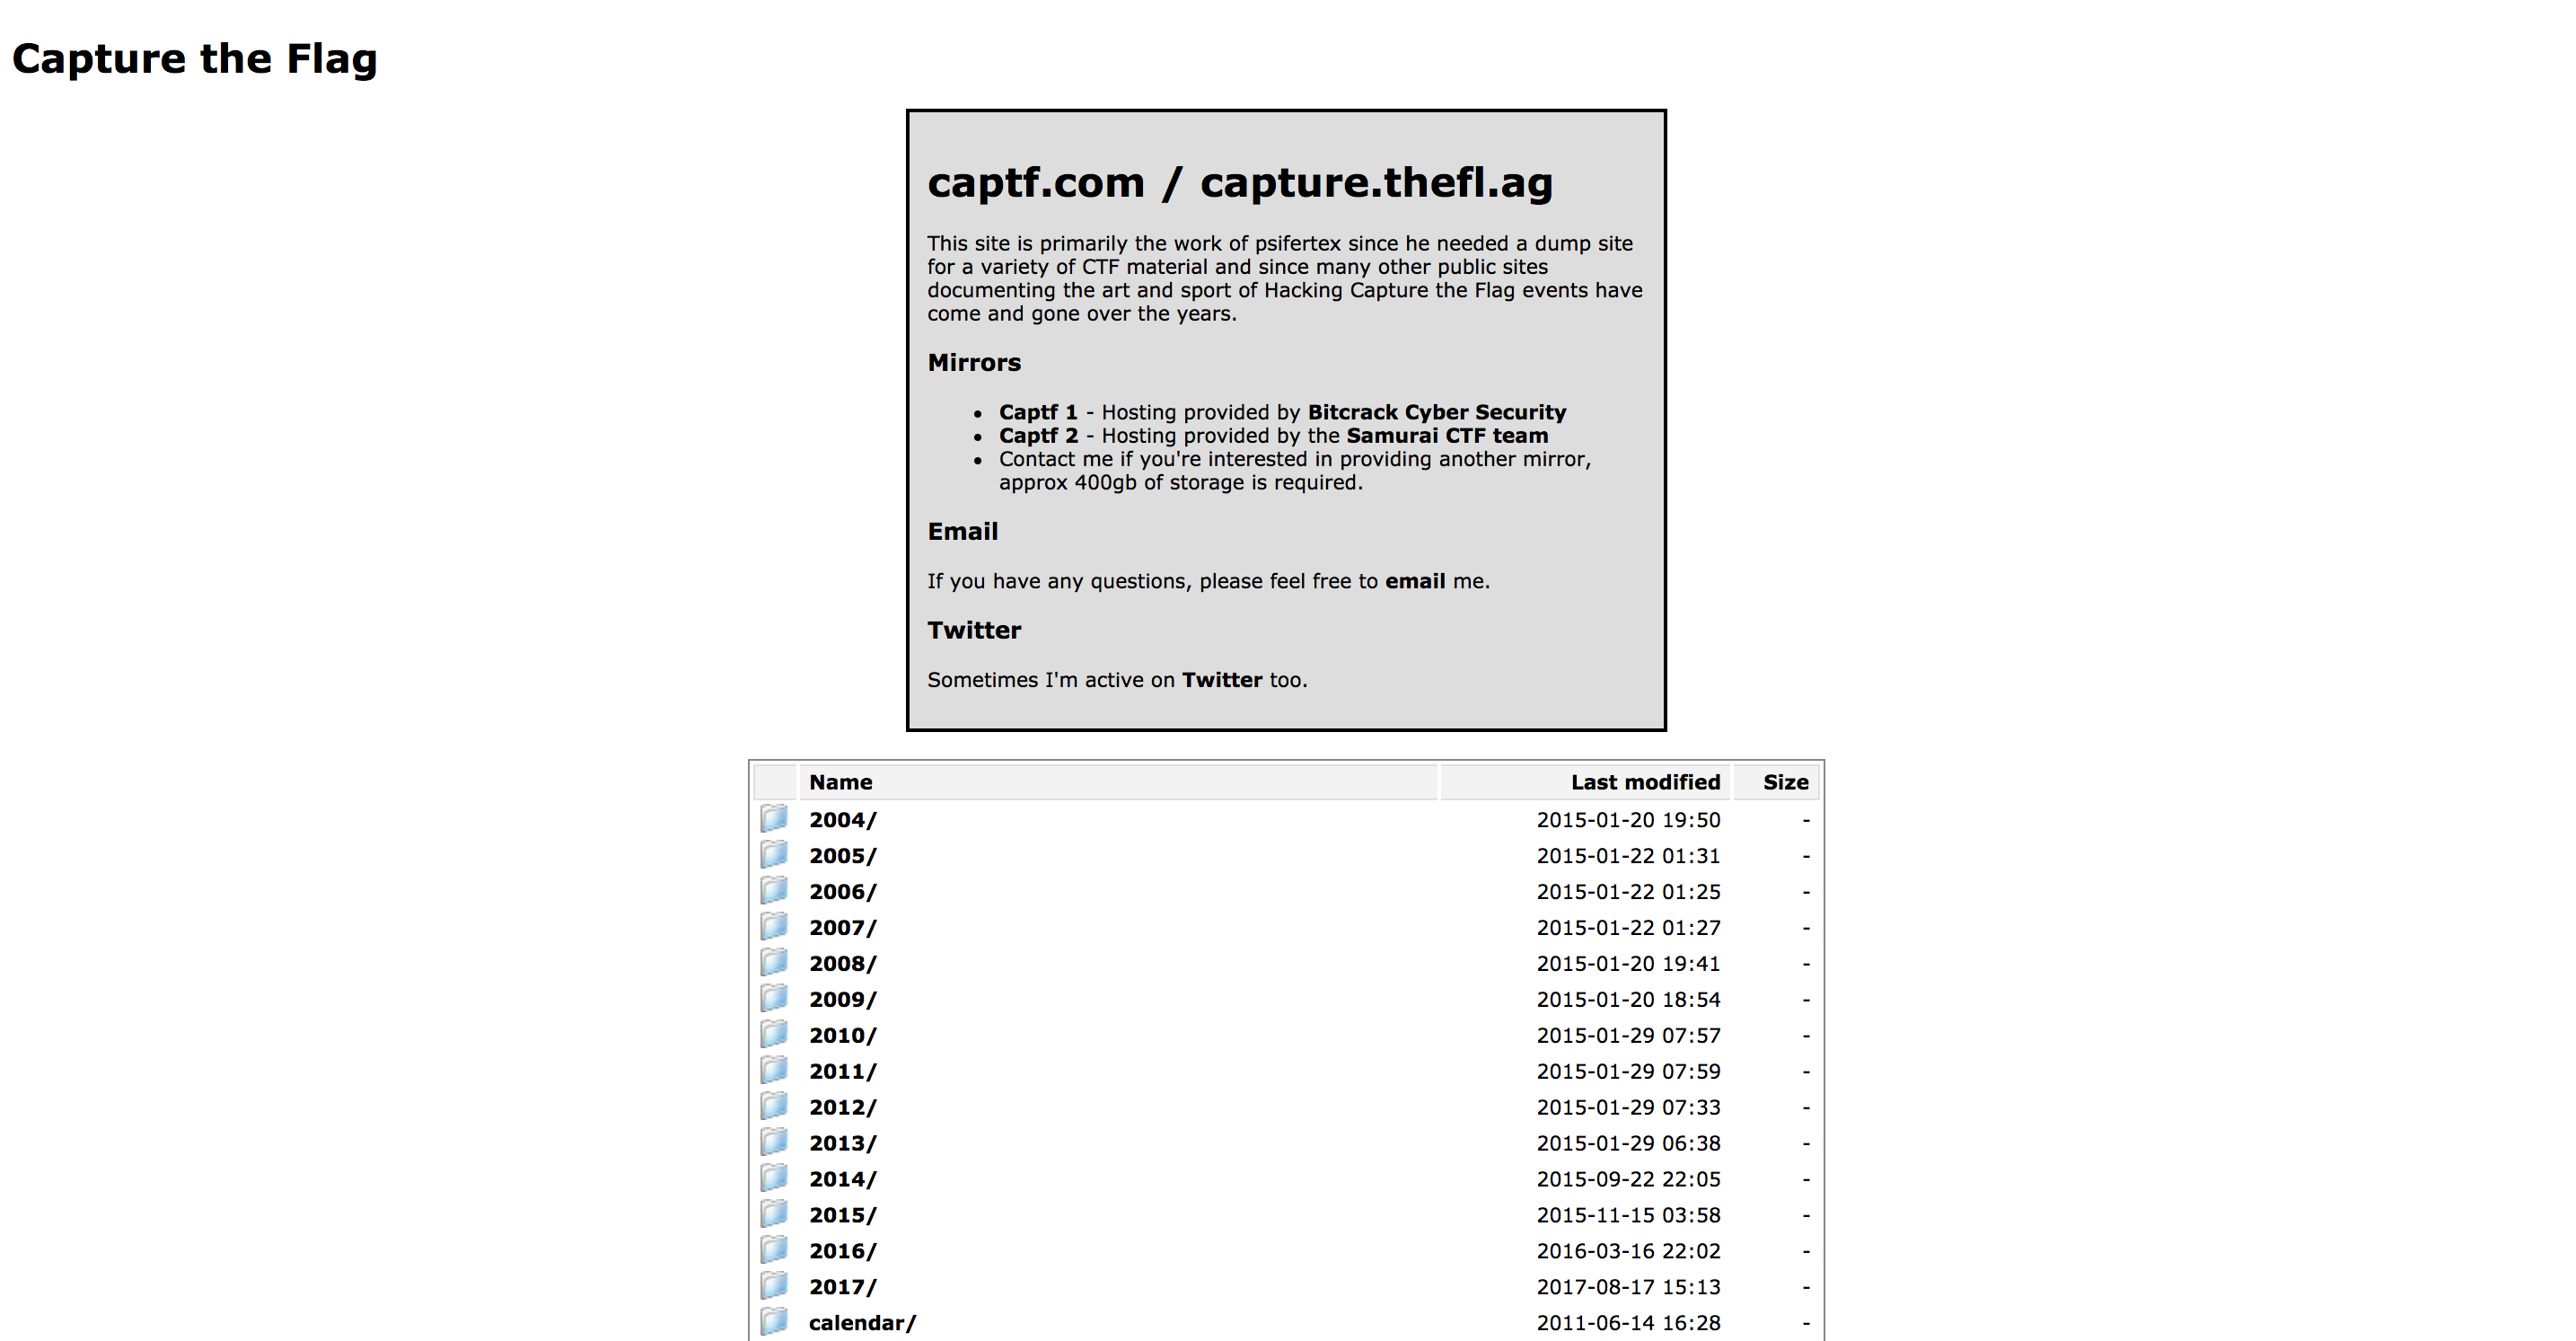 Capture the Flag
captf.com / capture.thefl.ag
This site is primarily the work of psifertex since he needed a dump site
for a variety of CTF material and since many other public sites
documenting the art and sport of Hacking Capture the Flag events have
come and gone over the years.
Mirrors
• Captf 1 - Hosting provided by Bitcrack Cyber Security
• Captf 2 - Hosting provided by the Samurai CTF team
• Contact me if you're interested in providing another mirror,
approx 400gb of storage is required.
Email
If you have any questions, please feel free to email me.
Twitter
Sometimes I'm active on Twitter too.
Name Last modified Size
2004/ 2015-01-20 19:50 -
2005/ 2015-01-22 01:31 -
2006/ 2015-01-22 01:25 -
2007/ 2015-01-22 01:27 -
2008/ 2015-01-20 19:41 -
2009/ 2015-01-20 18:54 -
2010/ 2015-01-29 07:57 -
2011/ 2015-01-29 07:59 -
2012/ 2015-01-29 07:33 -
2013/ 2015-01-29 06:38 -
2014/ 2015-09-22 22:05 -
2015/ 2015-11-15 03:58 -
2016/ 2016-03-16 22:02 -
2017/ 2017-08-17 15:13 -
calendar/ 2011-06-14 16:28 -